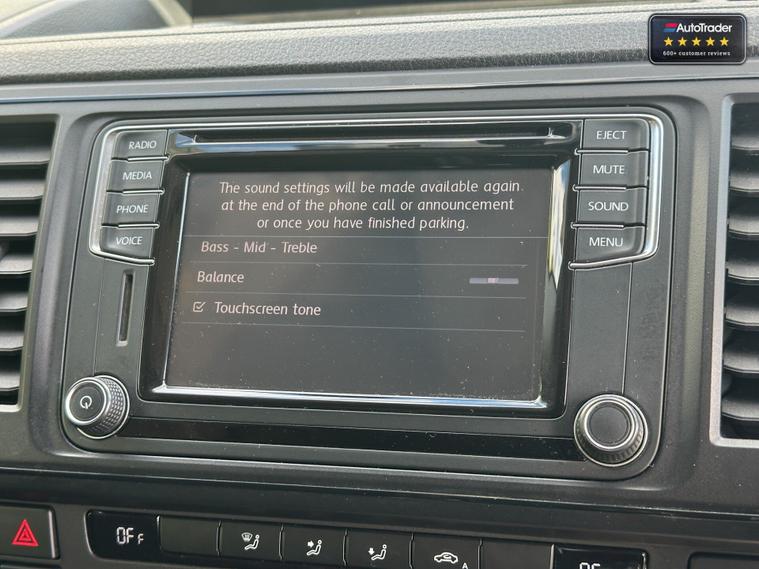 AutoTrader
600+ customer reviews
RADIO
MEDIA
PHONE
VOICE
EJECT
MUTE
SOUND
MENU
The sound settings will be made available again
at the end of the phone call or announcement
or once you have finished parking.
Bass - Mid - Treble
Balance
Touchscreen tone
OFF
A